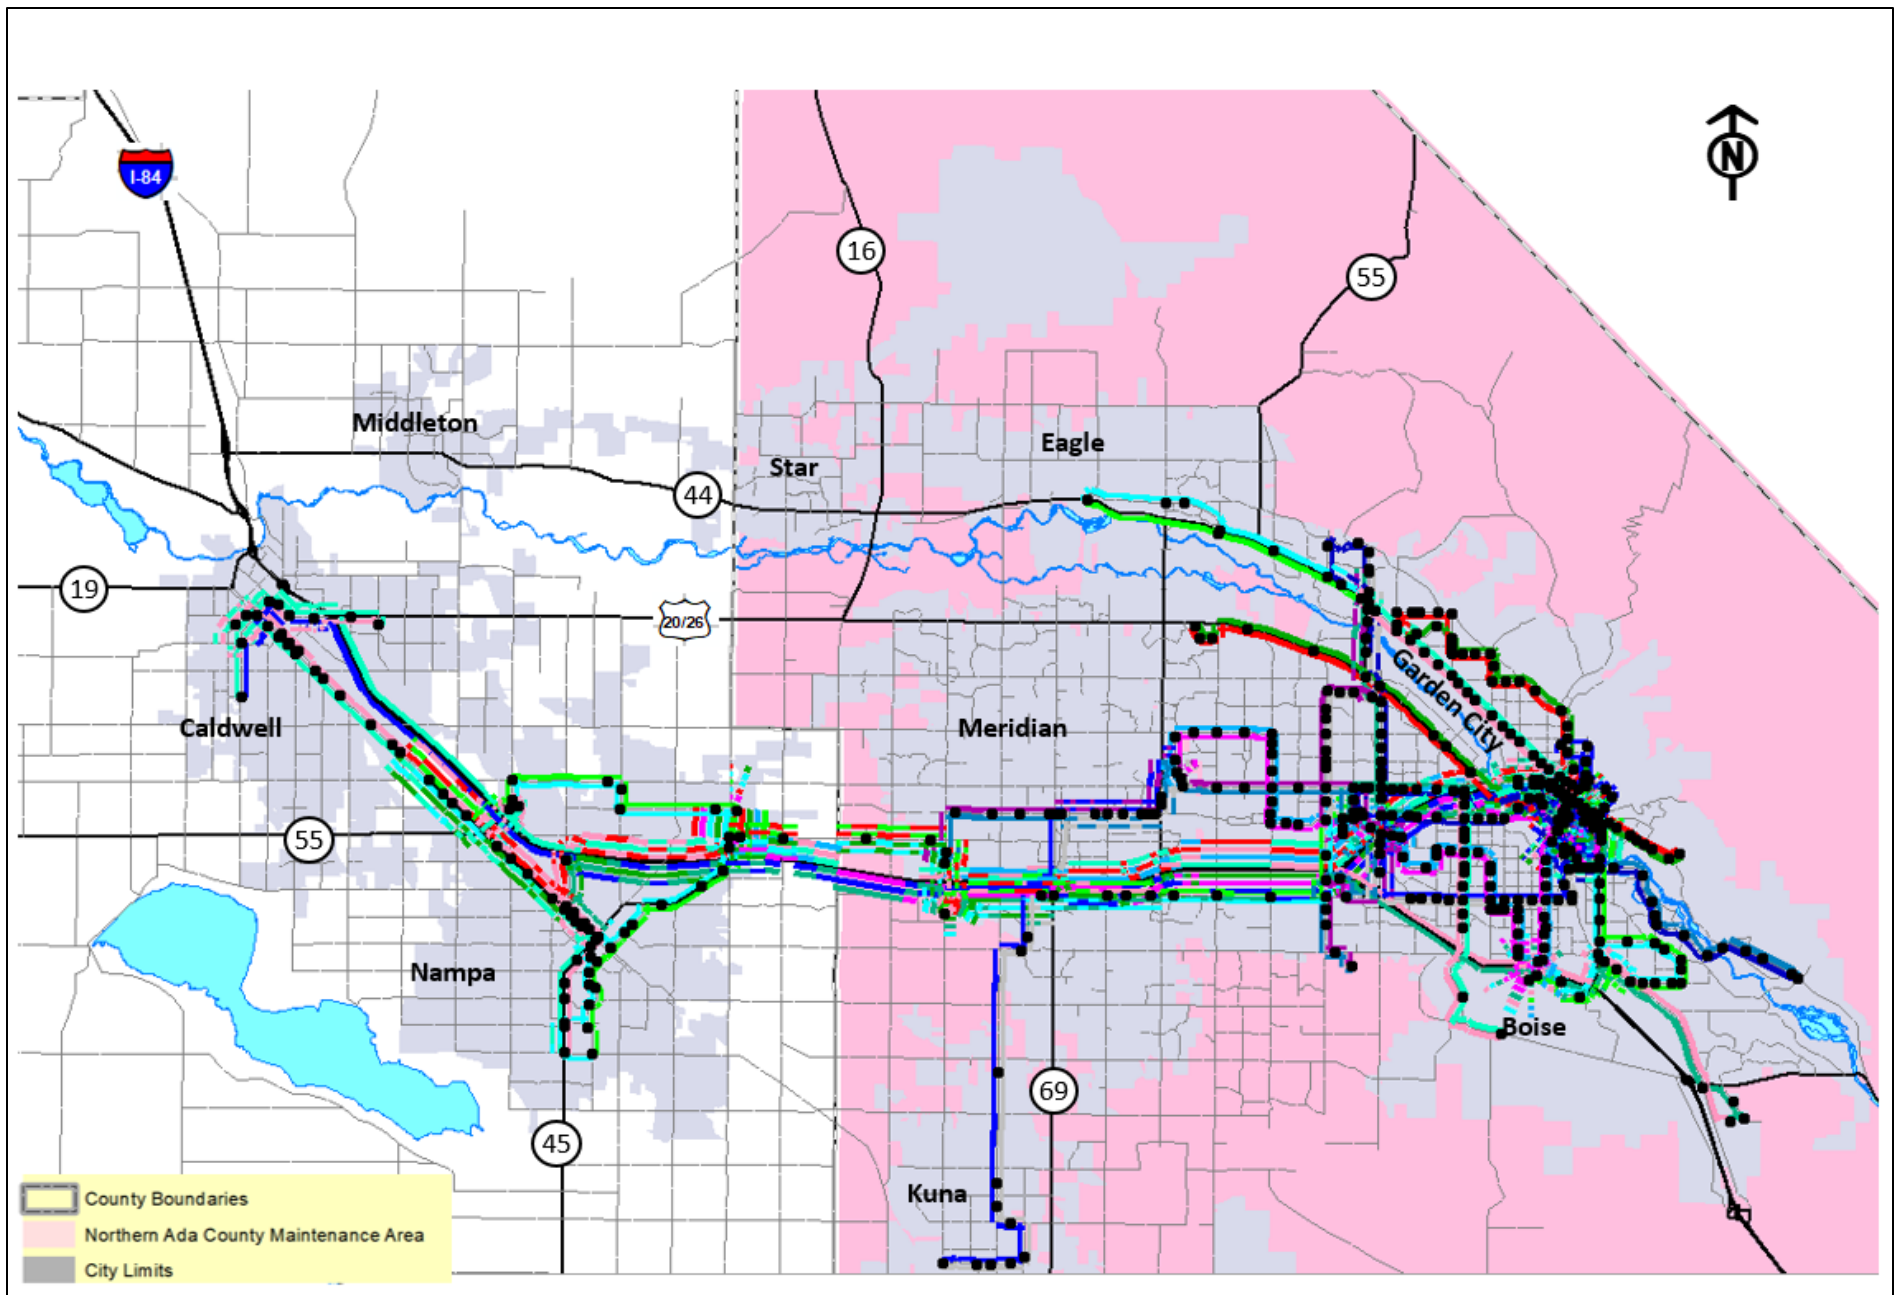 N
I-84
16
55
Middleton
Eagle
Star
44
19
20/26
Garden City
Caldwell
Meridian
55
Nampa
Boise
69
45
Kuna
County Boundaries
Northern Ada County Maintenance Area
City Limits